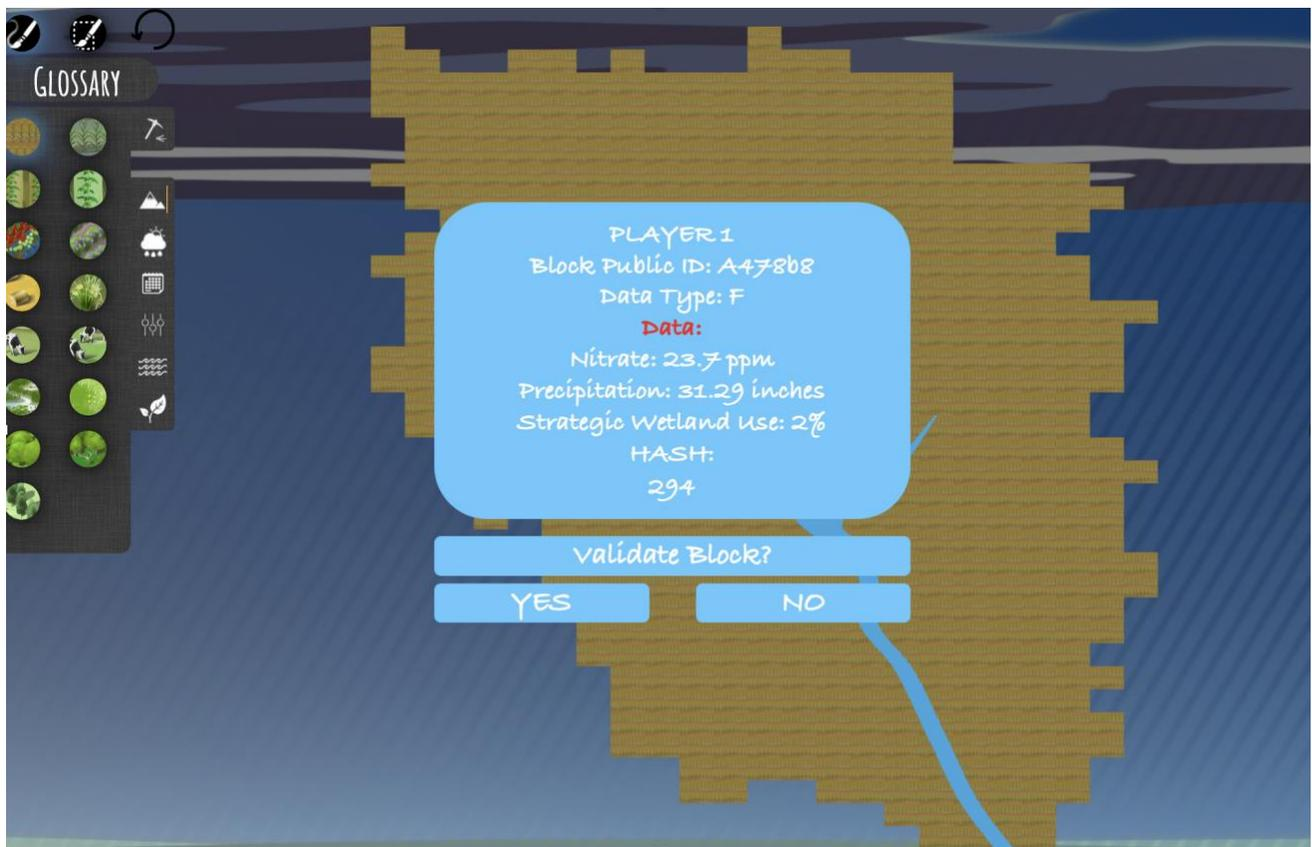 GLOSSARY
PLAYER 1
Block Public ID: A478b8
Data Type: F
Data:
Nitrate: 23.7 ppm
Precipitation: 31.29 inches
Strategic Wetland Use: 2%
HASH:
294
Validate Block?
YES
NO